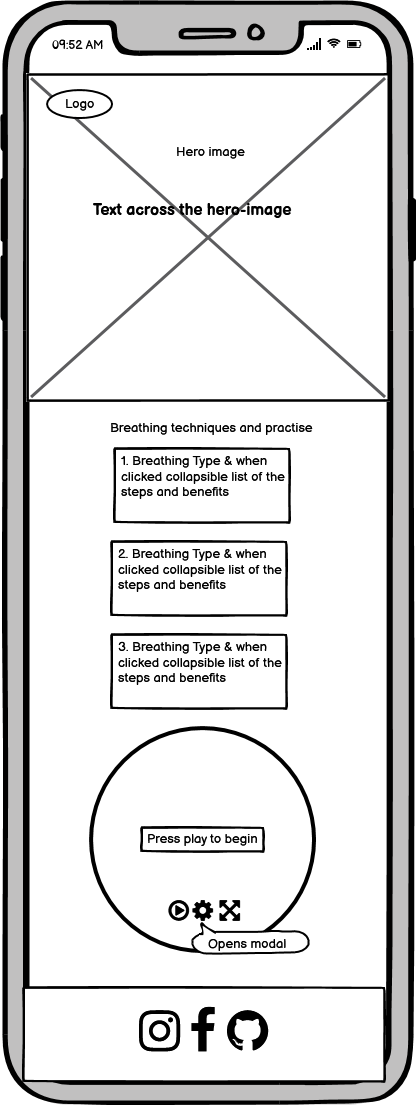 09:52 AM
Logo
Hero image
Text across the hero-image
Breathing techniques and practise
1. Breathing Type & when
clicked collapsible list of the
steps and benefits
2. Breathing Type & when
clicked collapsible list of the
steps and benefits
3. Breathing Type & when
clicked collapsible list of the
steps and benefits
Press play to begin
Opens modal